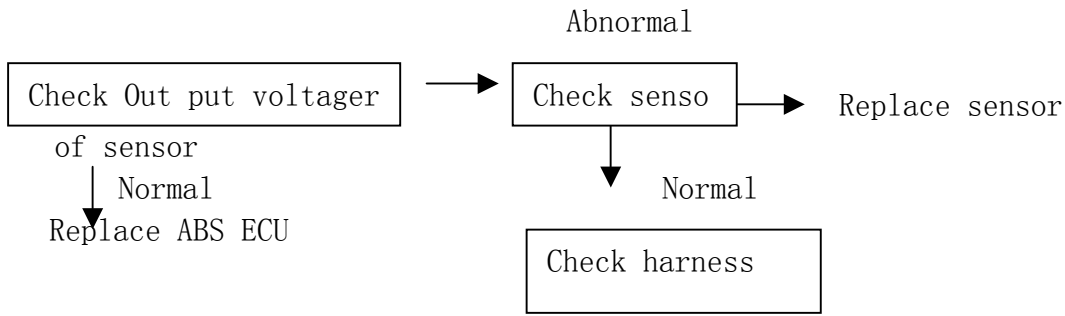 Abnormal
Check Out put voltager
Check senso
Replace sensor
of sensor
Normal
Normal
Replace ABS ECU
Check harness